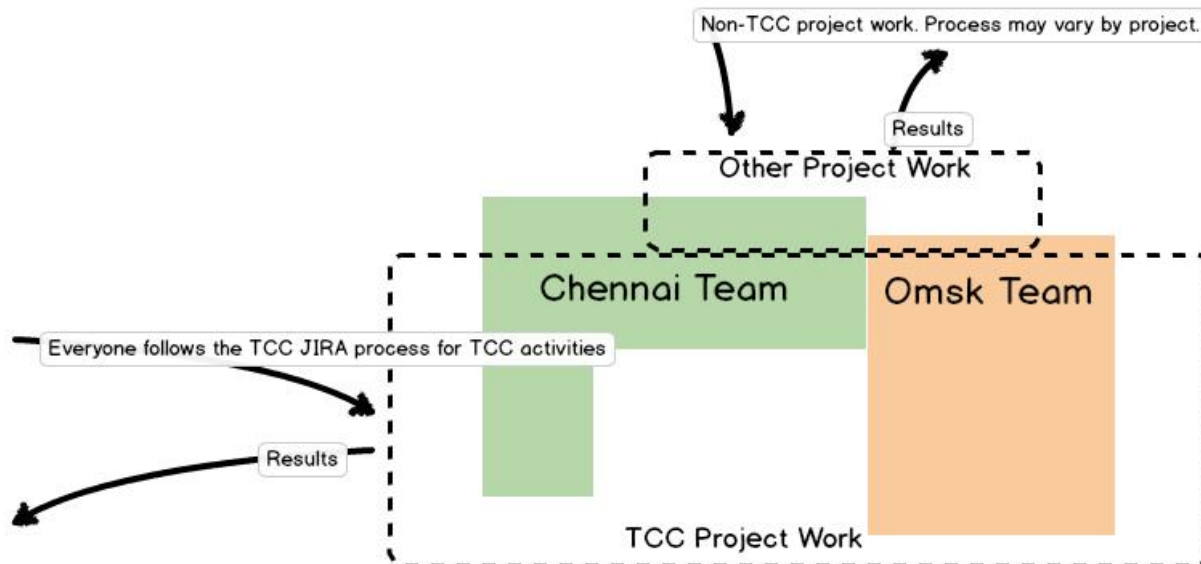 Non-TCC project work. Process may vary by project.
Results
Other Project Work
Chennai Team
Omsk Team
Everyone follows the TCC JIRA process for TCC activities
Results
TCC Project Work